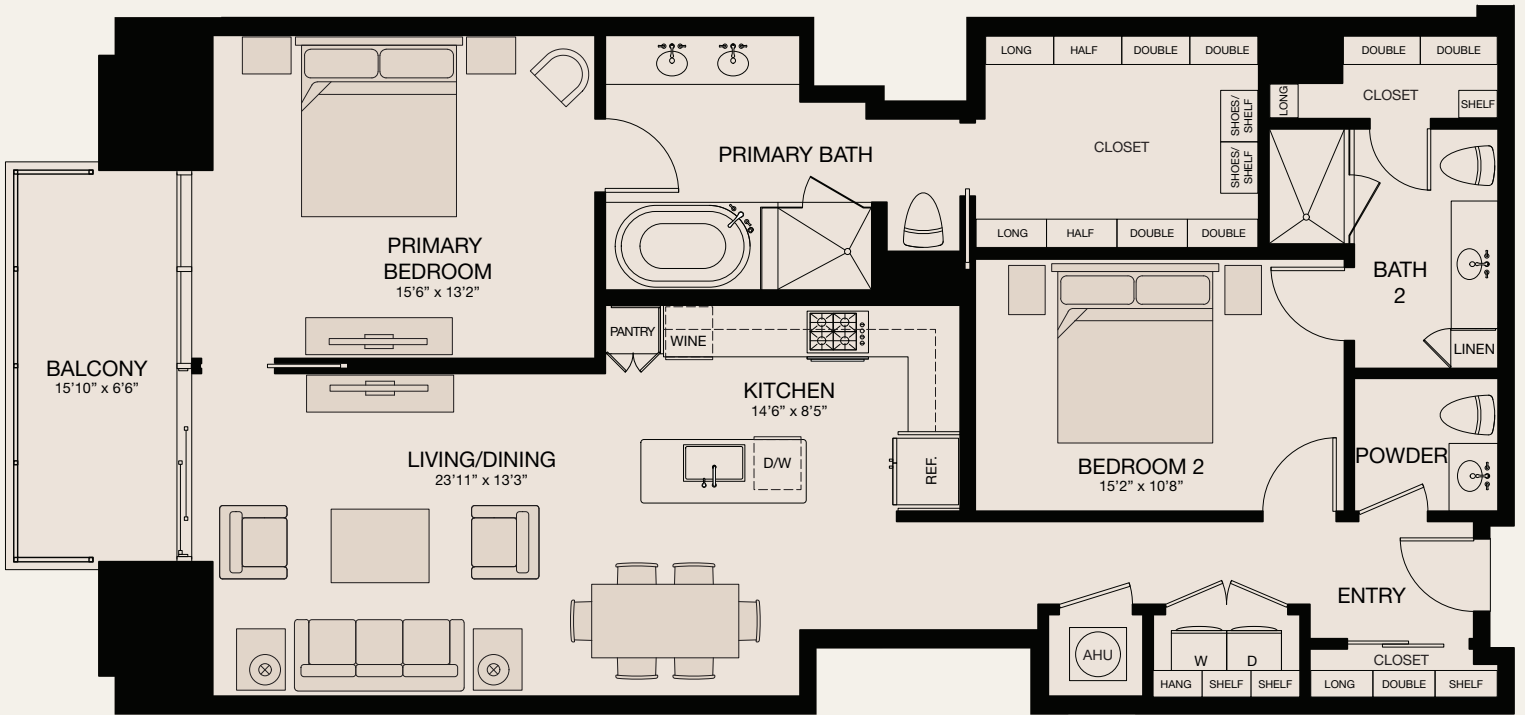 LONG
HALF
DOUBLE
DOUBLE
DOUBLE
DOUBLE
LONG
CLOSET
SHELF
SHOES/
SHELF
SHOES/
SHELF
CLOSET
PRIMARY BATH
LONG
HALF
DOUBLE
DOUBLE
PRIMARY
BEDROOM
15'6” x 13'2”
BATH
2
LINEN
PANTRY
WINE
BALCONY
15'10” x 6'6”
KITCHEN
14'6” x 8'5”
LIVING/DINING
23'11” x 13'3”
D/W
REF.
BEDROOM 2
15'2” x 10'8”
POWDER
ENTRY
AHU
W
D
HANG
SHELF
SHELF
CLOSET
LONG
DOUBLE
SHELF